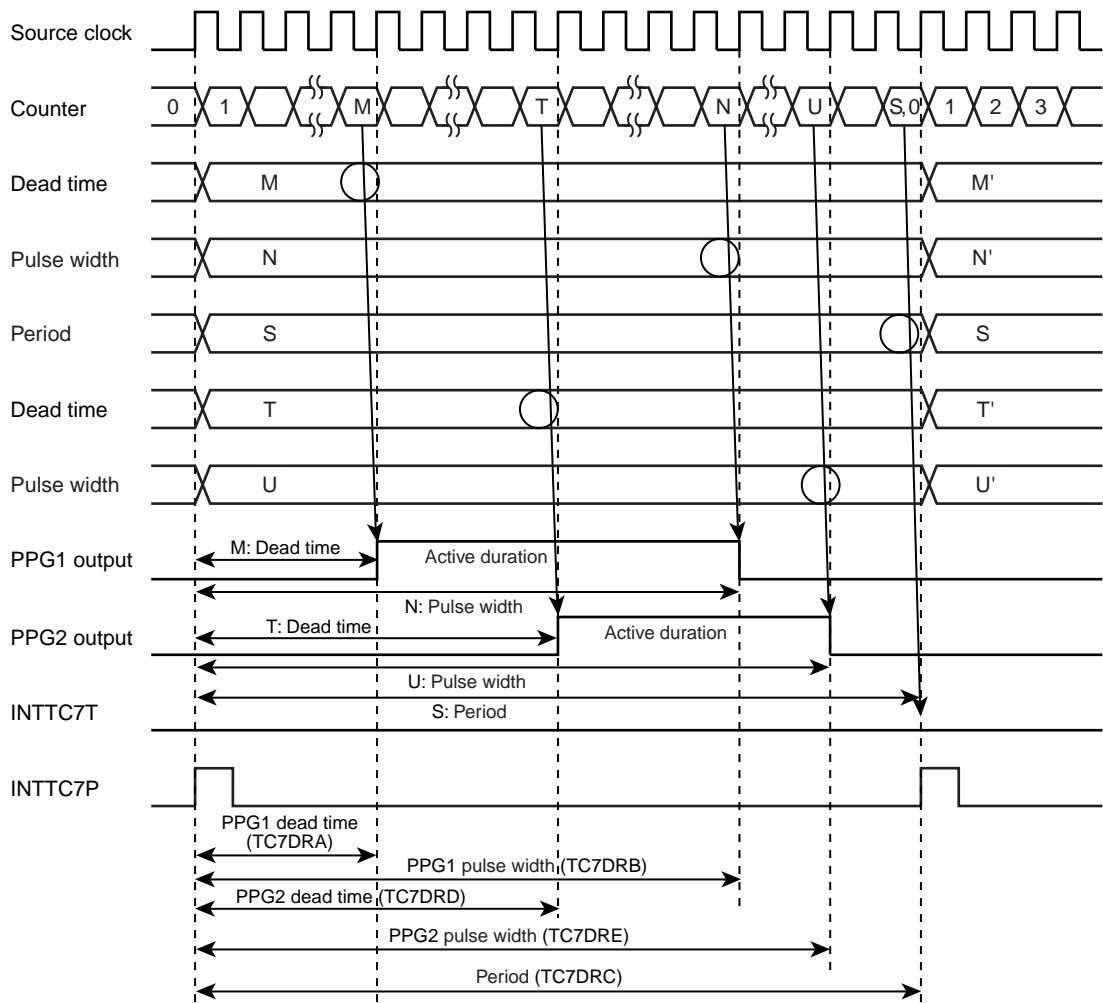 Source clock
Counter 0 1 M T N U S,0 1 2 3
Dead time M M'
Pulse width N N'
Period S S
Dead time T T'
Pulse width U U'
PPG1 output M: Dead time Active duration
N: Pulse width
PPG2 output T: Dead time Active duration
U: Pulse width
INTTC7T S: Period
INTTC7P
PPG1 dead time
(TC7DRA)
PPG1 pulse width (TC7DRB)
PPG2 dead time (TC7DRD)
PPG2 pulse width (TC7DRE)
Period (TC7DRC)